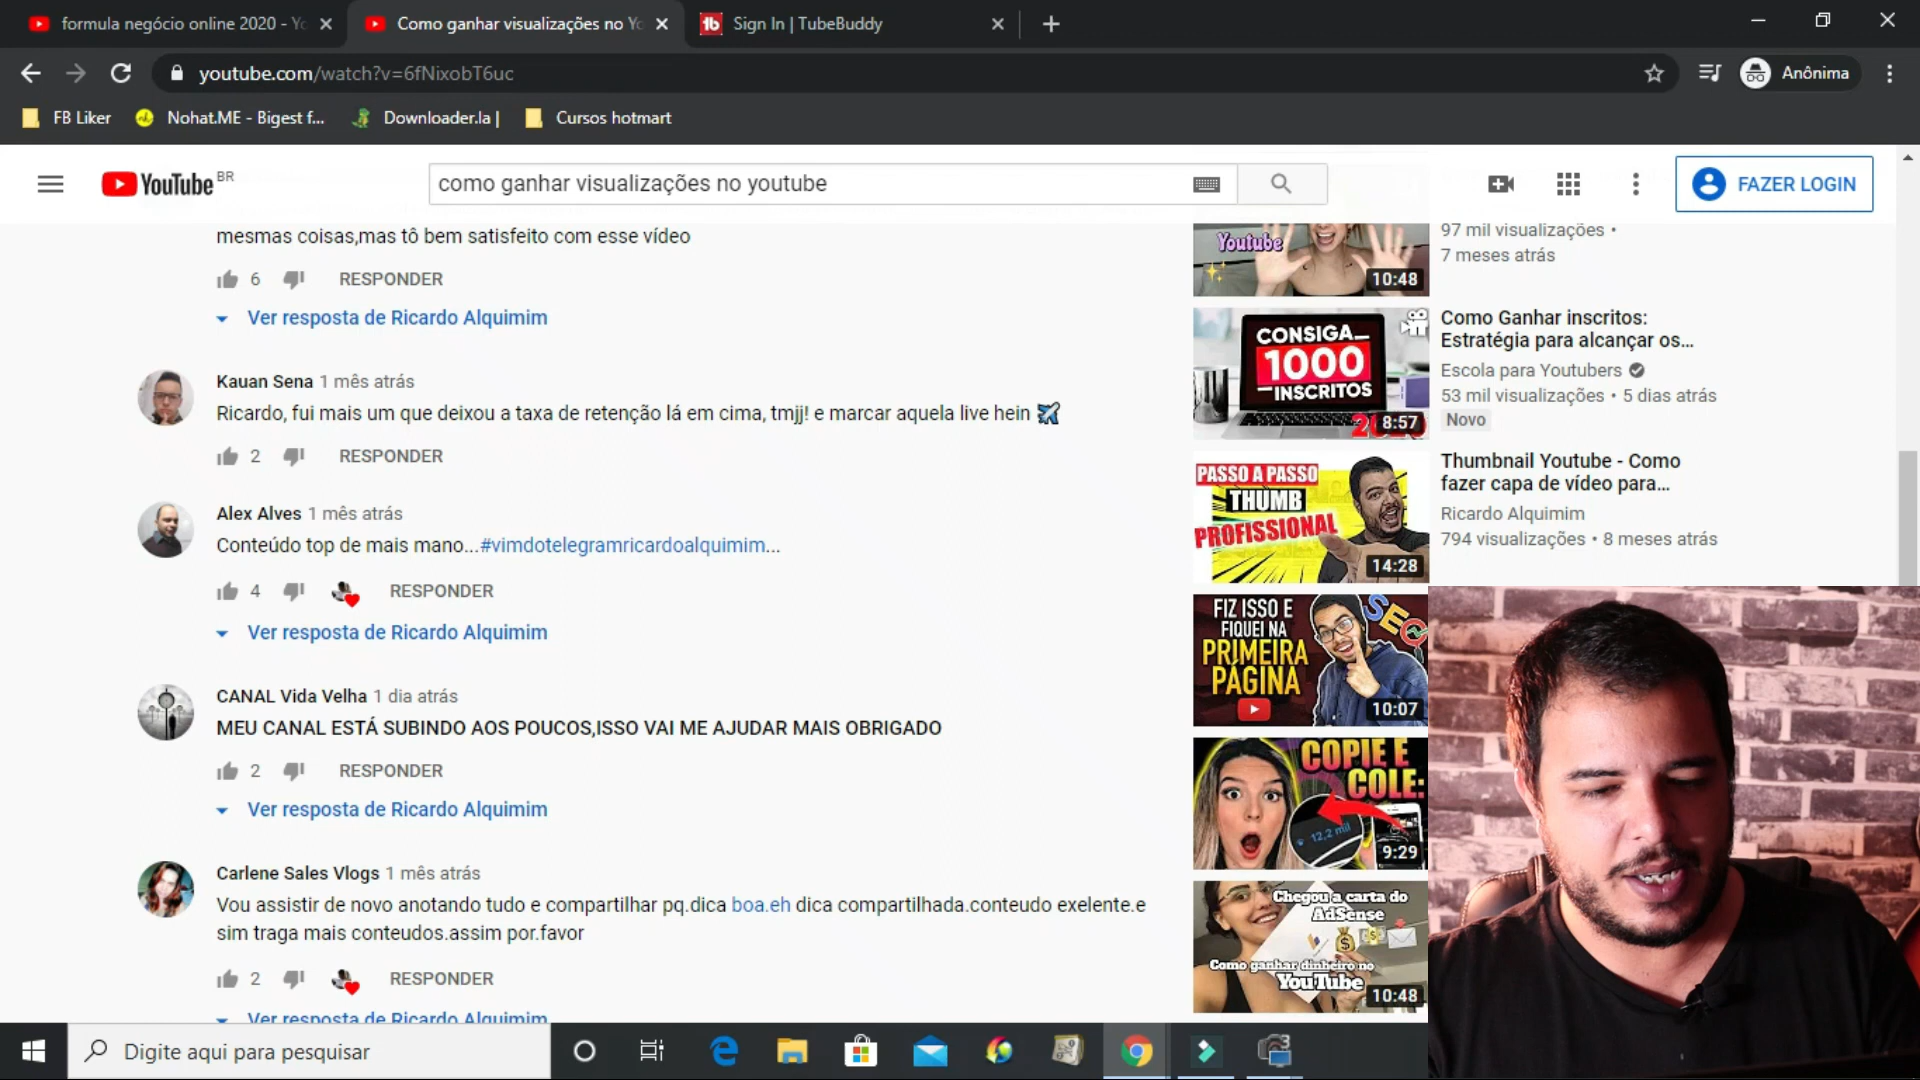 formula negócio online 2020 - Yo
Como ganhar visualizações no Yo
Sign In | TubeBuddy
youtube.com/watch?v=6fNixobT6uc
Anônima
FB Liker
Nohat.ME - Bigest f...
Downloader.la |
Cursos hotmart
YouTube BR
como ganhar visualizações no youtube
FAZER LOGIN
mesmas coisas,mas tô bem satisfeito com esse vídeo
6 RESPONDER
Ver resposta de Ricardo Alquimim
Kauan Sena 1 mês atrás
Ricardo, fui mais um que deixou a taxa de retenção lá em cima, tmjj! e marcar aquela live hein
2 RESPONDER
Alex Alves 1 mês atrás
Conteúdo top de mais mano...#vimdotelegramricardoalquimim...
4 RESPONDER
Ver resposta de Ricardo Alquimim
CANAL Vida Velha 1 dia atrás
MEU CANAL ESTÁ SUBINDO AOS POUCOS,ISSO VAI ME AJUDAR MAIS OBRIGADO
2 RESPONDER
Ver resposta de Ricardo Alquimim
Carlene Sales Vlogs 1 mês atrás
Vou assistir de novo anotando tudo e compartilhar pq.dica boa.eh dica compartilhada.conteudo exelente.e
sim traga mais conteudos.assim por.favor
2 RESPONDER
Ver resposta de Ricardo Alquimim
Youtube
10:48
97 mil visualizações •
7 meses atrás
CONSIGA
1000
INSCRITOS
8:57
Como Ganhar inscritos:
Estratégia para alcançar os...
Escola para Youtubers
53 mil visualizações • 5 dias atrás
Novo
PASSO A PASSO
THUMB
PROFISSIONAL
14:28
Thumbnail Youtube - Como
fazer capa de vídeo para...
Ricardo Alquimim
794 visualizações • 8 meses atrás
FIZ ISSO E
FIQUEI NA
PRIMEIRA
PÁGINA
SEO
10:07
COPIE E
COLE:
12,2 mil
9:29
Chegou a carta do
AdSense
Como ganhar dinheiro no
YouTube
10:48
Digite aqui para pesquisar